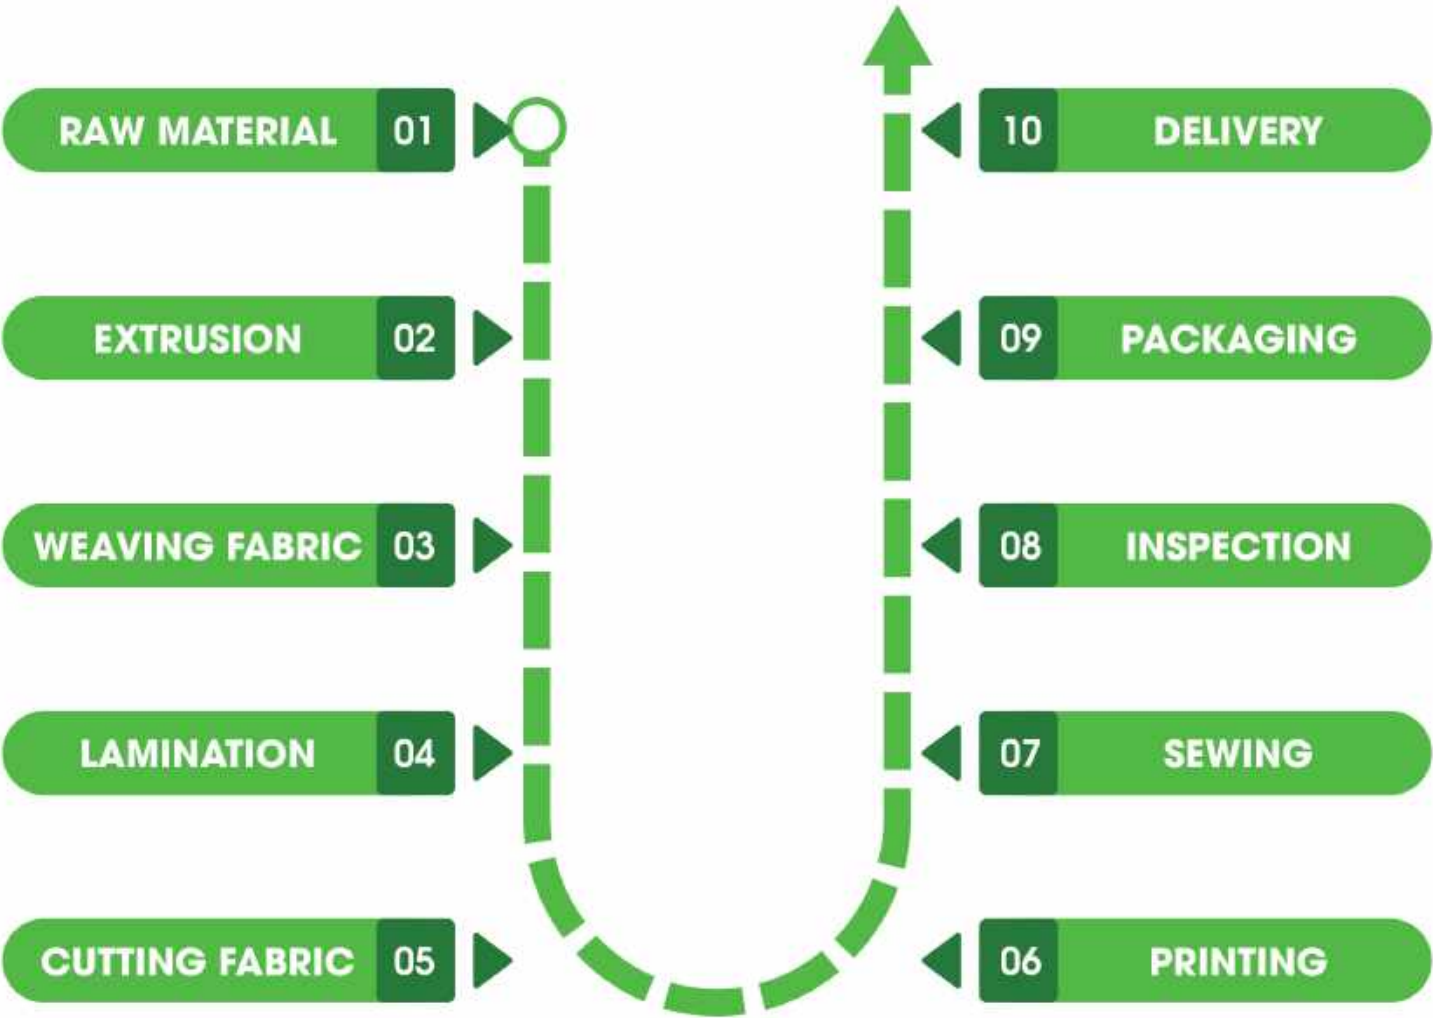 RAW MATERIAL 01
EXTRUSION 02
WEAVING FABRIC 03
LAMINATION 04
CUTTING FABRIC 05
06 PRINTING
07 SEWING
08 INSPECTION
09 PACKAGING
10 DELIVERY